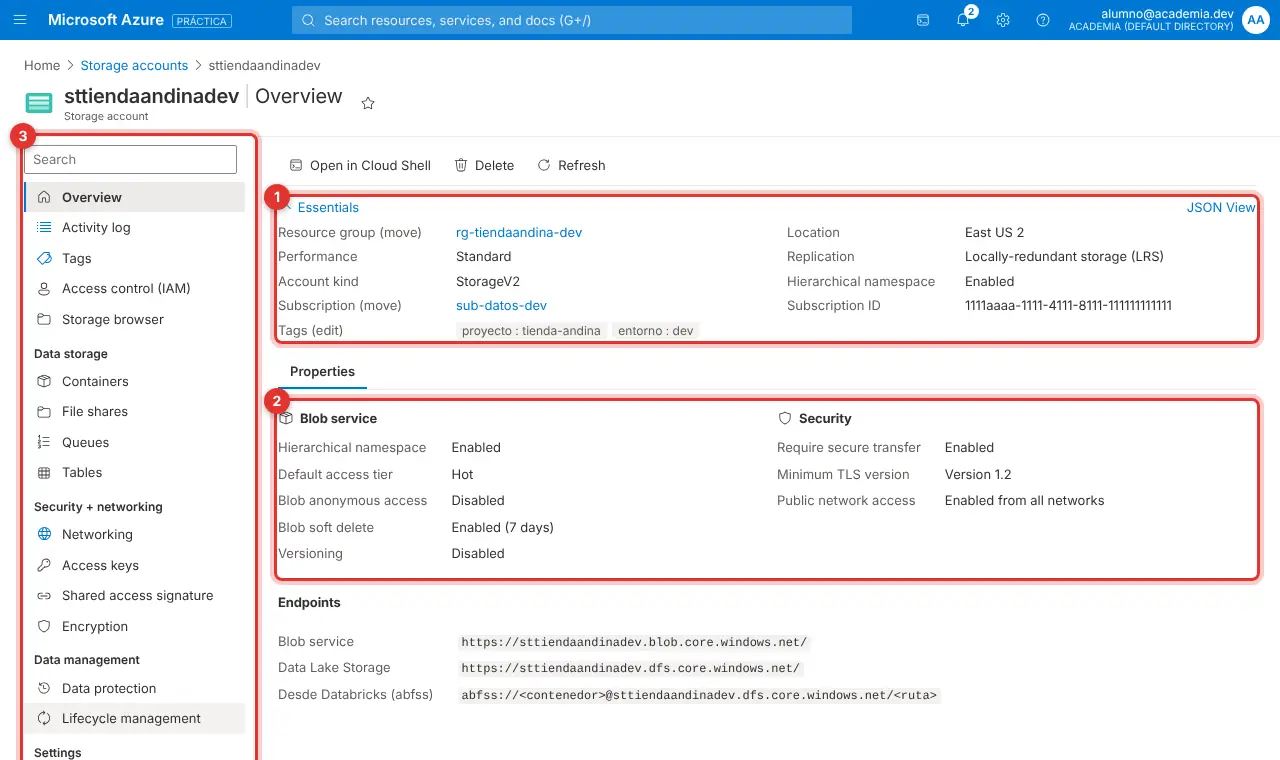 Microsoft Azure PRÁCTICA
Search resources, services, and docs (G+/)
2
alumno@academia.dev
ACADEMIA (DEFAULT DIRECTORY)
AA
Home > Storage accounts > sttiendaandinadev
sttiendaandinadev | Overview
Storage account
3
Search
Overview
Activity log
Tags
Access control (IAM)
Storage browser
Data storage
Containers
File shares
Queues
Tables
Security + networking
Networking
Access keys
Shared access signature
Encryption
Data management
Data protection
Lifecycle management
Settings
Open in Cloud Shell Delete Refresh
1
Essentials JSON View
Resource group (move) rg-tiendaandina-dev
Performance Standard
Account kind StorageV2
Subscription (move) sub-datos-dev
Tags (edit) proyecto : tienda-andina entorno : dev
Location East US 2
Replication Locally-redundant storage (LRS)
Hierarchical namespace Enabled
Subscription ID 1111aaaa-1111-4111-8111-111111111111
Properties
2
Blob service
Hierarchical namespace Enabled
Default access tier Hot
Blob anonymous access Disabled
Blob soft delete Enabled (7 days)
Versioning Disabled
Security
Require secure transfer Enabled
Minimum TLS version Version 1.2
Public network access Enabled from all networks
Endpoints
Blob service https://sttiendaandinadev.blob.core.windows.net/
Data Lake Storage https://sttiendaandinadev.dfs.core.windows.net/
Desde Databricks (abfss) abfss://<contenedor>@sttiendaandinadev.dfs.core.windows.net/<ruta>